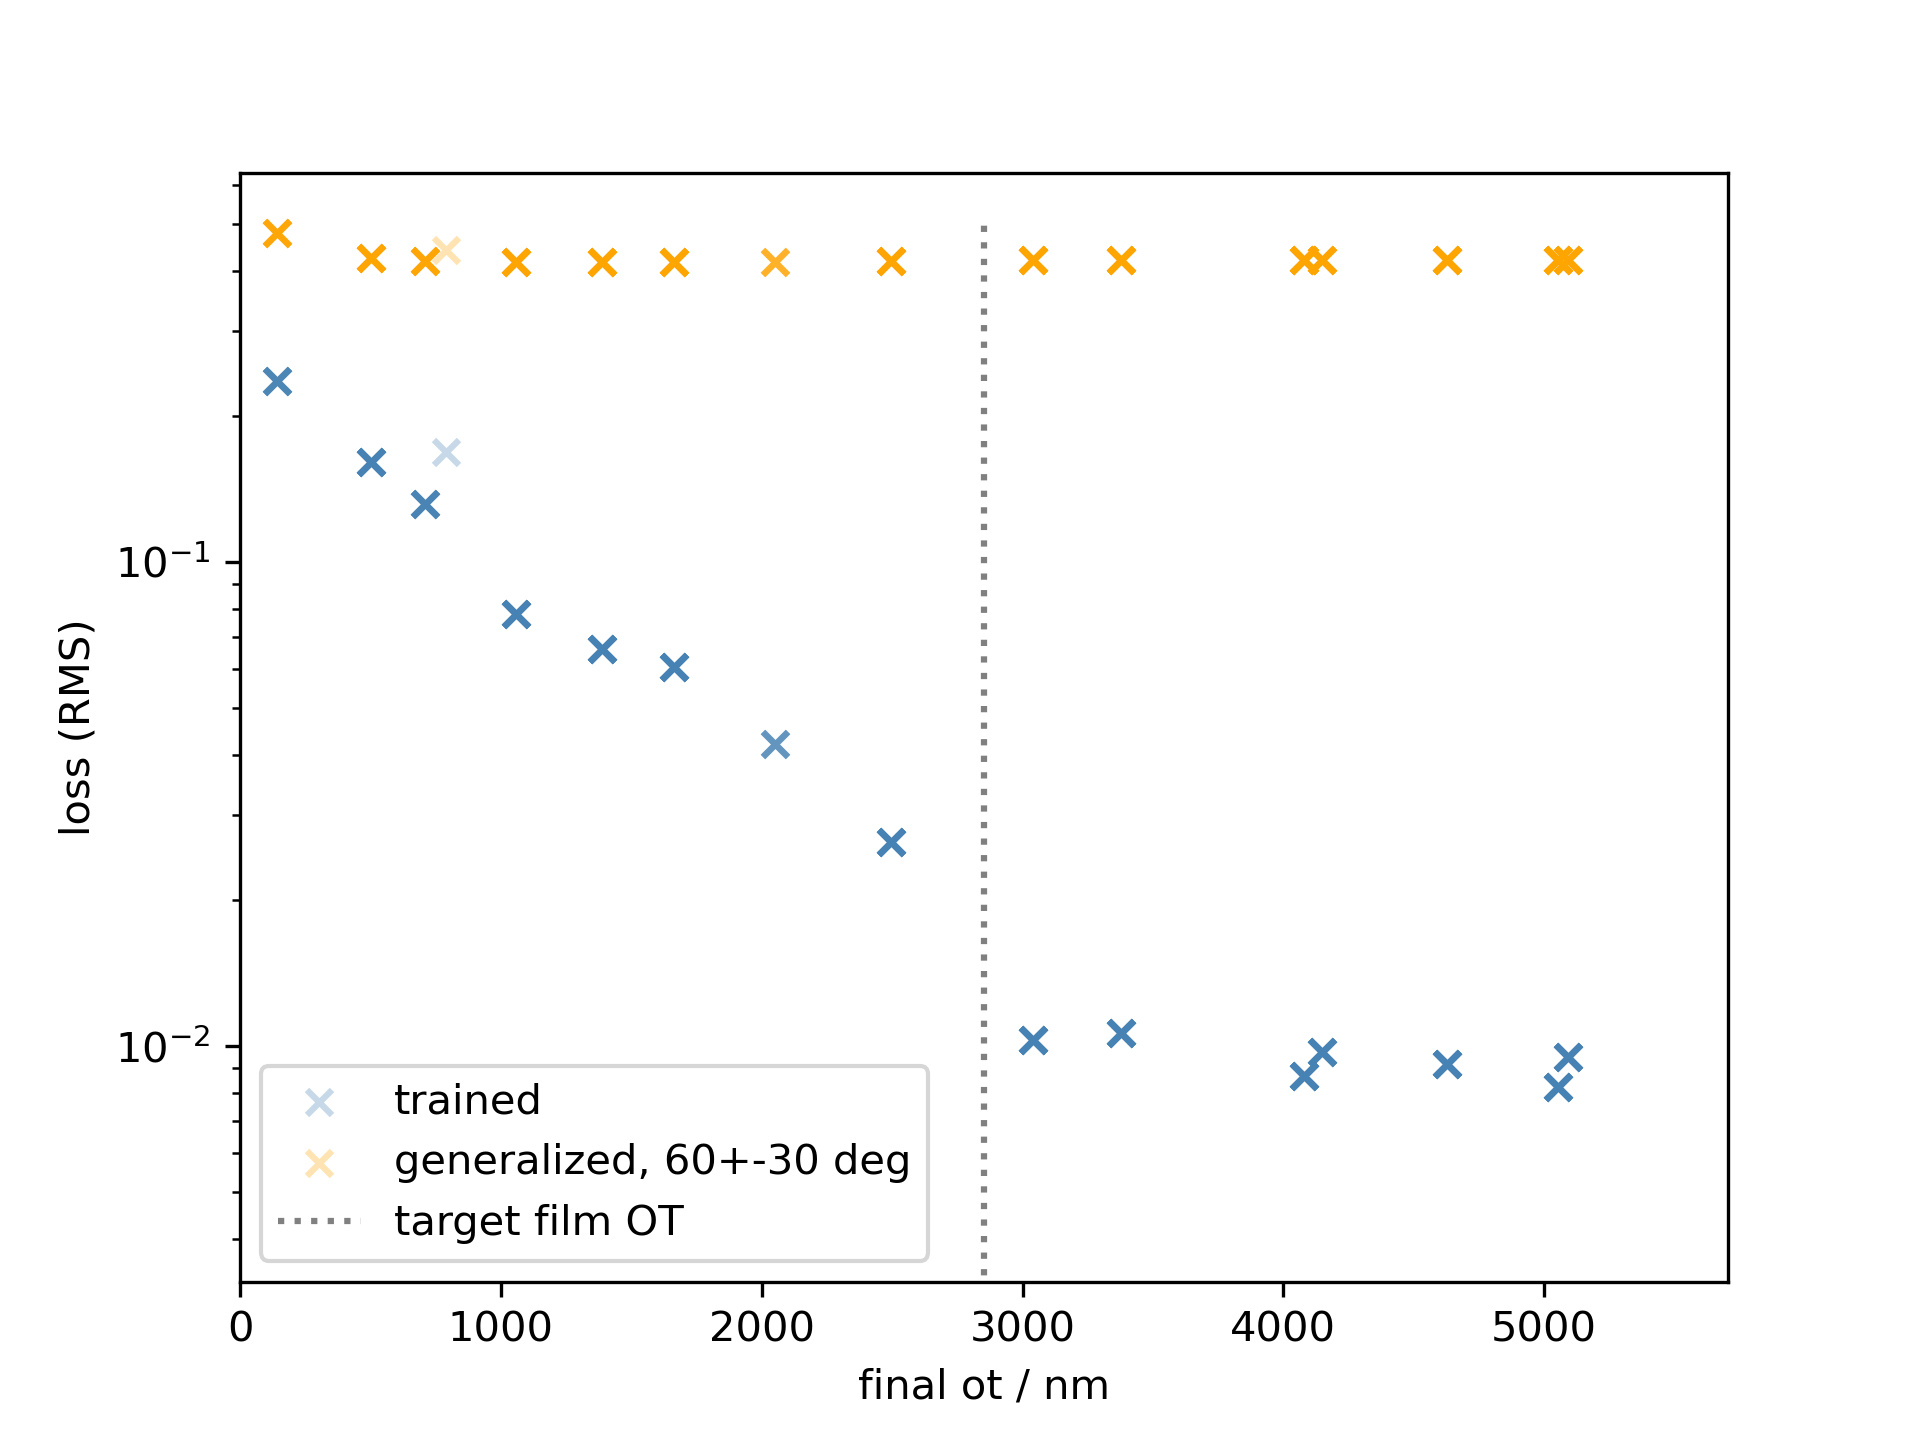 loss (RMS)
10⁻¹
10⁻²
trained
generalized, 60+-30 deg
target film OT
0 1000 2000 3000 4000 5000
final ot / nm